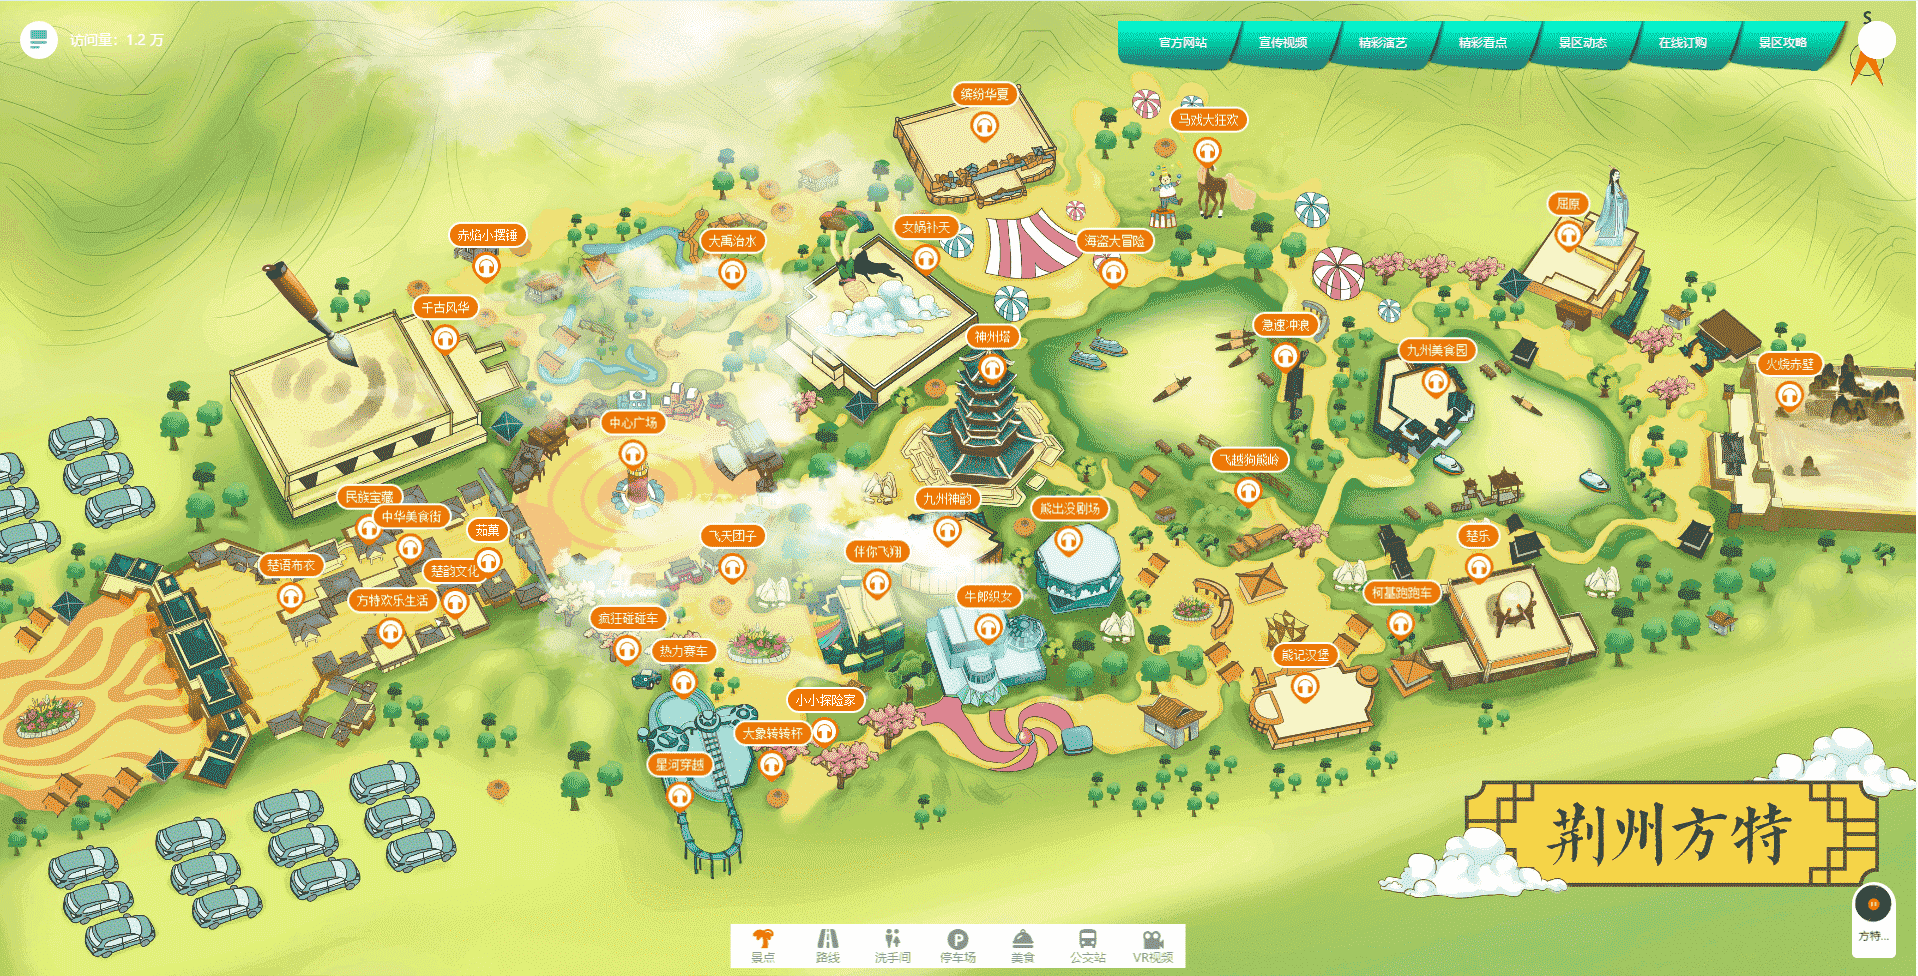 访问量：1.2 万
官方网站
宣传视频
精彩演艺
精彩看点
景区动态
在线订购
景区攻略
S
缤纷华夏
马戏大狂欢
屈原
赤焰小摆锤
大禹治水
女娲补天
海盗大冒险
千古风华
神州塔
急速冲浪
九州美食园
火烧赤壁
中心广场
飞越狗熊岭
民族宝藏
中华美食街
茹菓
九州神韵
熊出没剧场
飞天团子
伴你飞翔
楚乐
楚语布衣
楚韵文化
方特欢乐生活
牛郎织女
柯基跑跑车
疯狂碰碰车
热力赛车
熊记汉堡
小小探险家
大象转转杯
星河穿越
荆州方特
P
景点
路线
洗手间
停车场
美食
公交站
VR视频
方特...